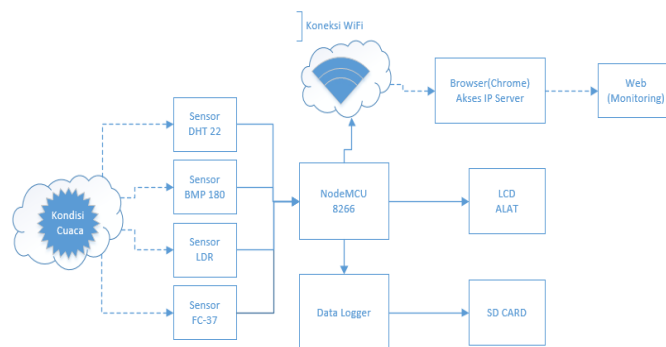 Koneksi WiFi
Browser(Chrome)
Akses IP Server
Web
(Monitoring)
Sensor
DHT 22
Sensor
BMP 180
Kondisi
Cuaca
NodeMCU
8266
LCD
ALAT
Sensor
LDR
Sensor
FC-37
Data Logger
SD CARD